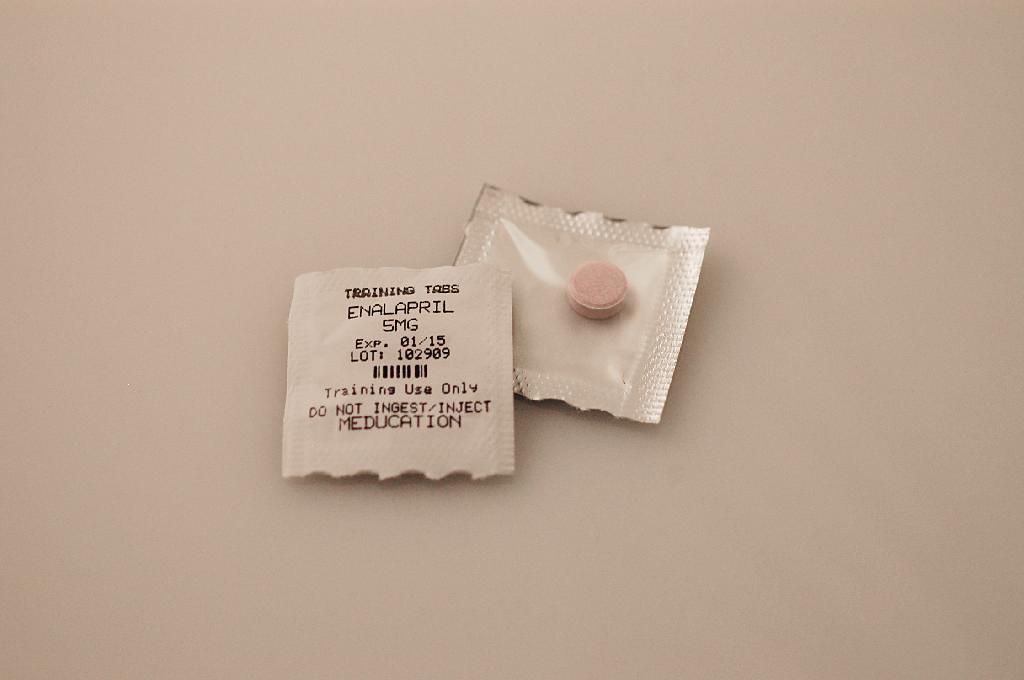 TRAINING TABS
ENALAPRIL
5MG
Exp. 01/15
LOT: 102909
Training Use Only
DO NOT INGEST/INJECT
MEDUCATION